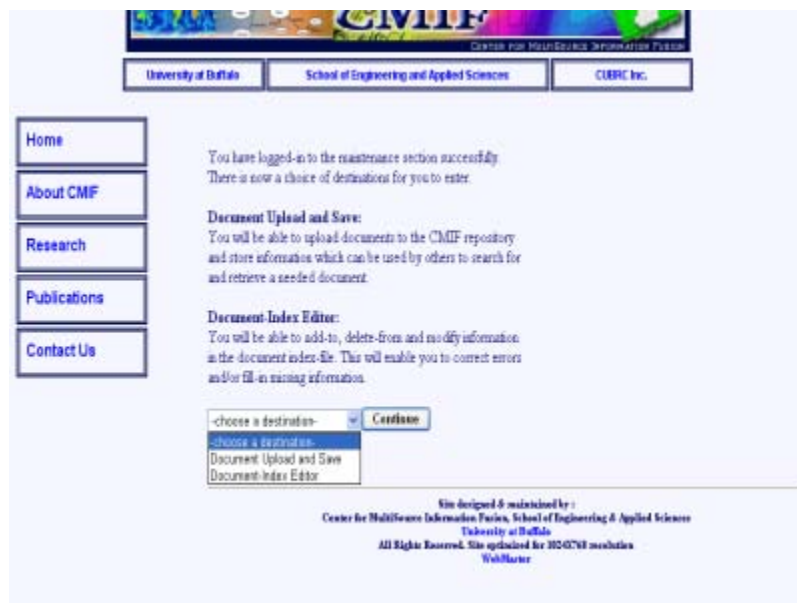 CMIF
CENTER FOR MULTISOURCE INFORMATION FUSION
University at Buffalo
School of Engineering and Applied Sciences
CUBRC Inc.
Home
About CMIF
Research
Publications
Contact Us
You have logged-in to the maintenance section successfully.
There is now a choice of destinations for you to enter.
Document Upload and Save:
You will be able to upload documents to the CMIF repository
and store information which can be used by others to search for
and retrieve a needed document.
Document-Index Editor:
You will be able to add-to, delete-from and modify information
in the document index-file. This will enable you to correct errors
and/or fill-in missing information.
-choose a destination-
Continue
-choose a destination-
Document Upload and Save
Document-Index Editor
Site designed & maintained by :
Center for MultiSource Information Fusion, School of Engineering & Applied Sciences
University at Buffalo
All Rights Reserved. Site optimized for 1024X768 resolution
WebMaster